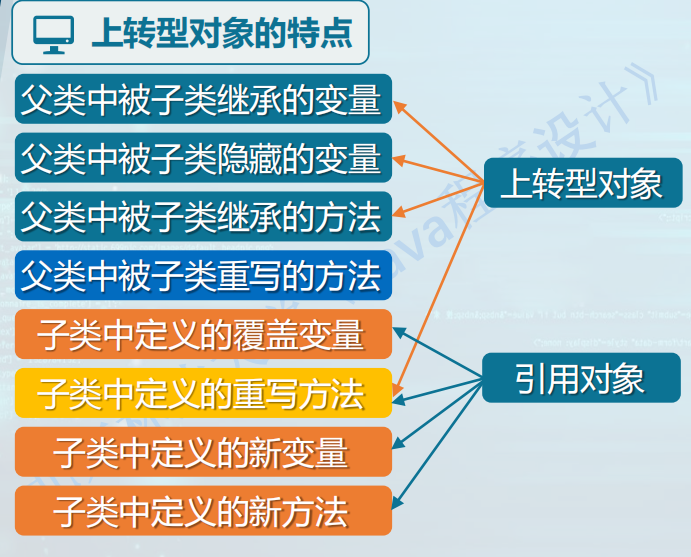 上转型对象的特点
父类中被子类继承的变量
父类中被子类隐藏的变量
父类中被子类继承的方法
父类中被子类重写的方法
子类中定义的覆盖变量
子类中定义的重写方法
子类中定义的新变量
子类中定义的新方法
上转型对象
引用对象